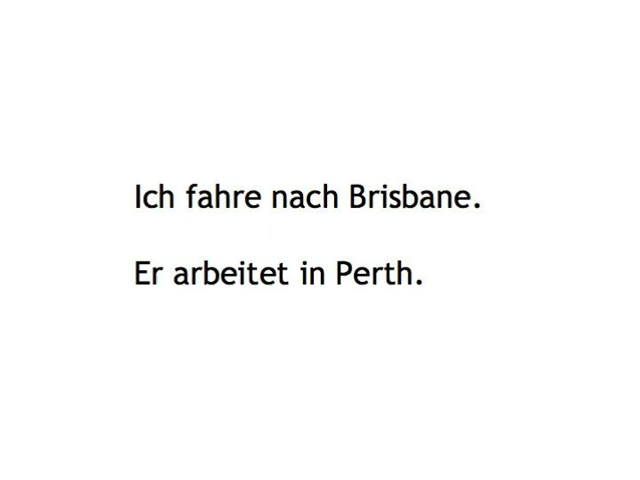 Ich fahre nach Brisbane.
Er arbeitet in Perth.